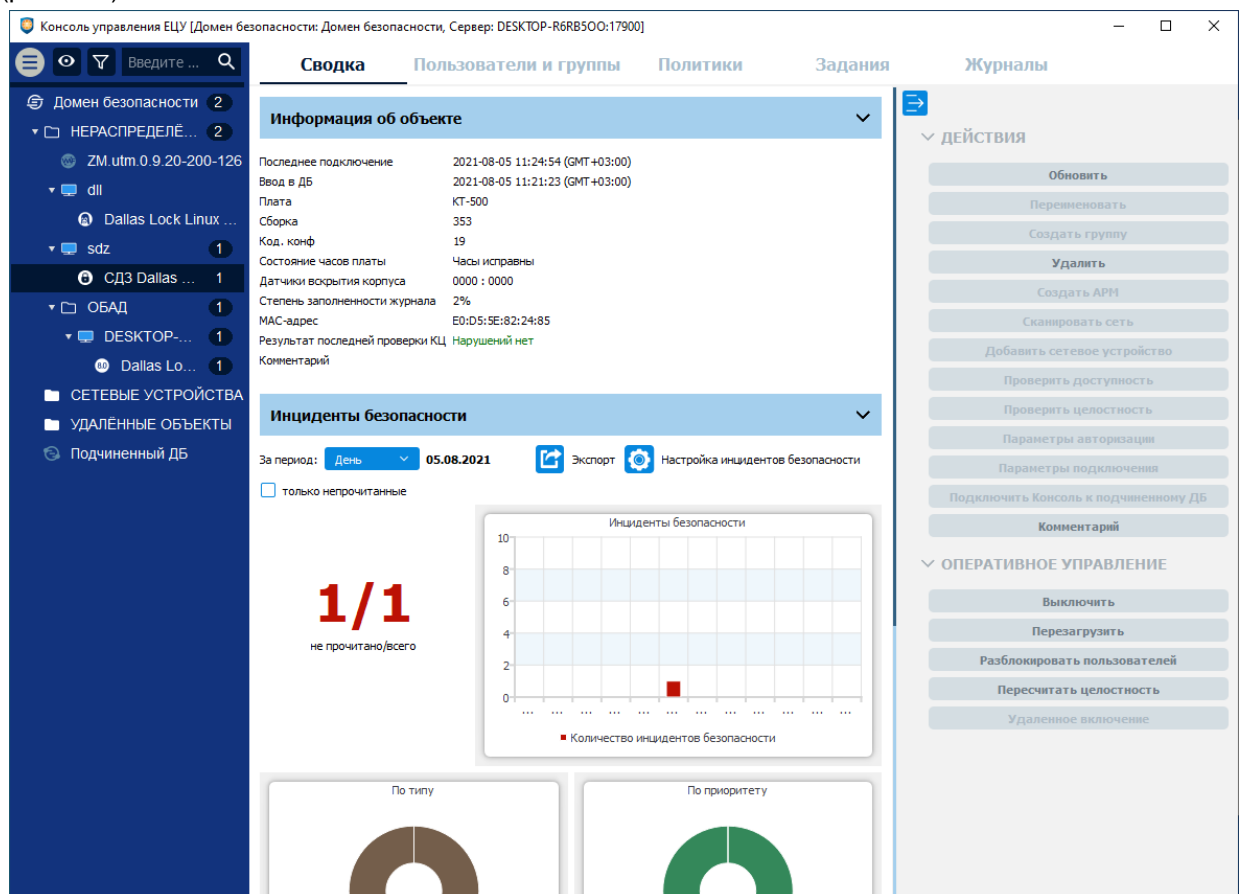 Консоль управления ЕЦУ [Домен безопасности: Домен безопасности, Сервер: DESKTOP-R6RB5OO:17900]
Введите ...
Сводка
Пользователи и группы
Политики
Задания
Журналы
Домен безопасности 2
НЕРАСПРЕДЕЛЁ... 2
ZM.utm.0.9.20-200-126
dll
Dallas Lock Linux ...
sdz 1
СДЗ Dallas ... 1
ОБАД 1
DESKTOP-... 1
8.0 Dallas Lo... 1
СЕТЕВЫЕ УСТРОЙСТВА
УДАЛЁННЫЕ ОБЪЕКТЫ
Подчиненный ДБ
Информация об объекте
Последнее подключение 2021-08-05 11:24:54 (GMT+03:00)
Ввод в ДБ 2021-08-05 11:21:23 (GMT+03:00)
Плата КТ-500
Сборка 353
Код. конф 19
Состояние часов платы Часы исправны
Датчики вскрытия корпуса 0000 : 0000
Степень заполненности журнала 2%
MAC-адрес E0:D5:5E:82:24:85
Результат последней проверки КЦ Нарушений нет
Комментарий
Инциденты безопасности
За период: День 05.08.2021 Экспорт Настройка инцидентов безопасности
только непрочитанные
1/1
не прочитано/всего
Инциденты безопасности
10
8
6
4
2
0
... ... ... ... ... ... ... ... ... ... ... ...
Количество инцидентов безопасности
По типу
По приоритету
ДЕЙСТВИЯ
Обновить
Переименовать
Создать группу
Удалить
Создать АРМ
Сканировать сеть
Добавить сетевое устройство
Проверить доступность
Проверить целостность
Параметры авторизации
Параметры подключения
Подключить Консоль к подчиненному ДБ
Комментарий
ОПЕРАТИВНОЕ УПРАВЛЕНИЕ
Выключить
Перезагрузить
Разблокировать пользователей
Пересчитать целостность
Удаленное включение